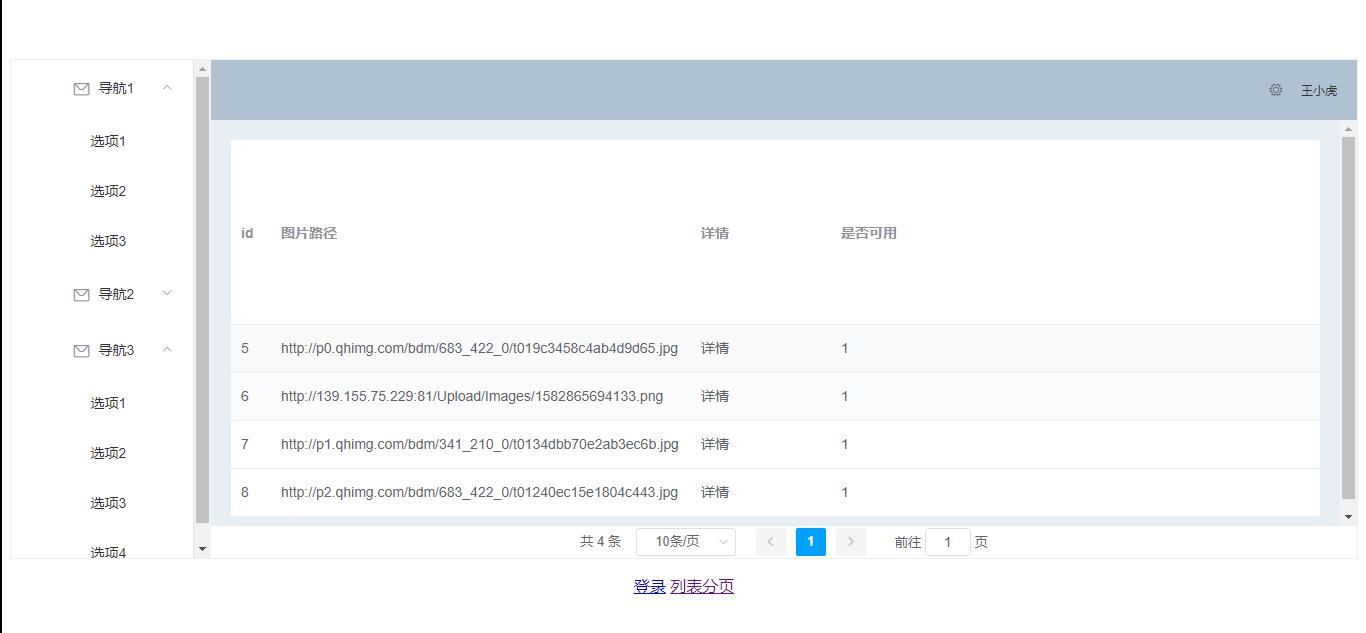 导航1
选项1
选项2
选项3
导航2
导航3
选项1
选项2
选项3
选项4
王小虎
id 图片路径 详情 是否可用
5 http://p0.qhimg.com/bdm/683_422_0/t019c3458c4ab4d9d65.jpg 详情 1
6 http://139.155.75.229:81/Upload/Images/1582865694133.png 详情 1
7 http://p1.qhimg.com/bdm/341_210_0/t0134dbb70e2ab3ec6b.jpg 详情 1
8 http://p2.qhimg.com/bdm/683_422_0/t01240ec15e1804c443.jpg 详情 1
共 4 条 10条/页 1 前往 1 页
登录 列表分页